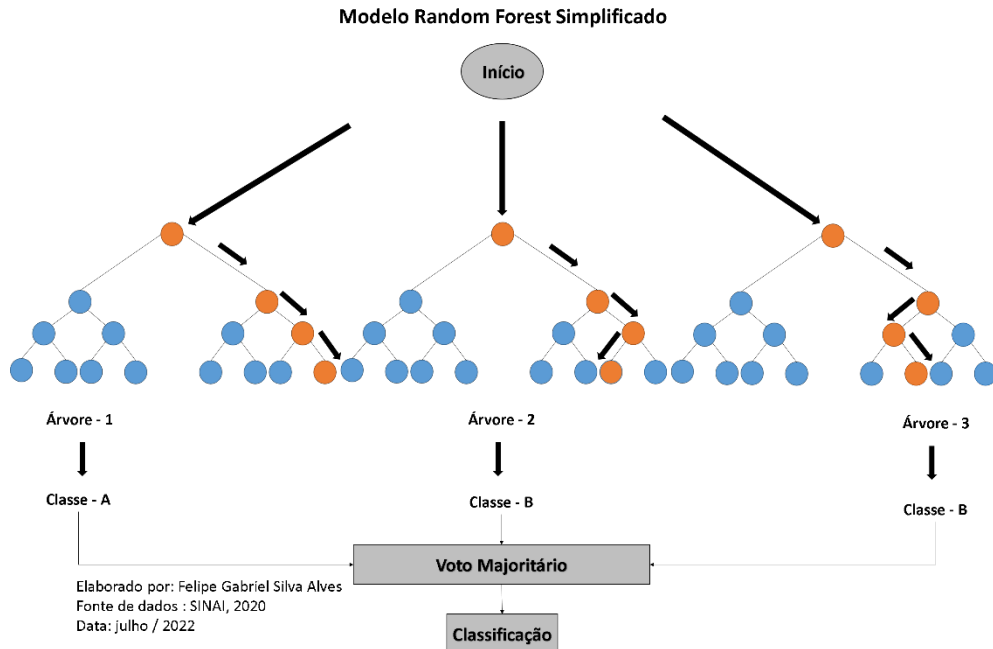 Modelo Random Forest Simplificado
Início
Árvore - 1
Árvore - 2
Árvore - 3
Classe - A
Classe - B
Classe - B
Voto Majoritário
Elaborado por: Felipe Gabriel Silva Alves
Fonte de dados : SINAI, 2020
Data: julho / 2022
Classificação